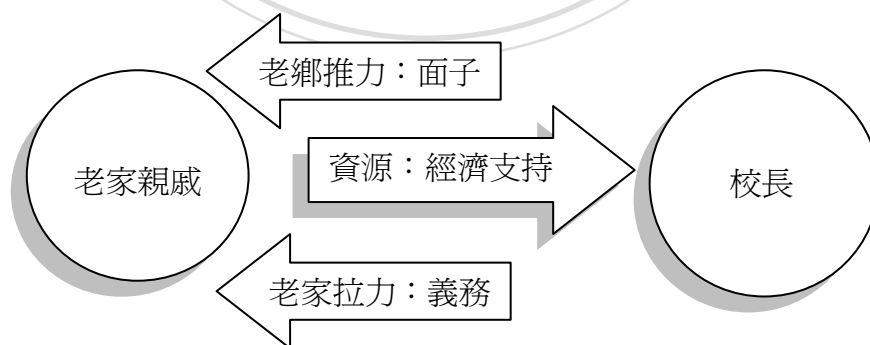 老鄉推力：面子
老家親戚
資源：經濟支持
校長
老家拉力：義務